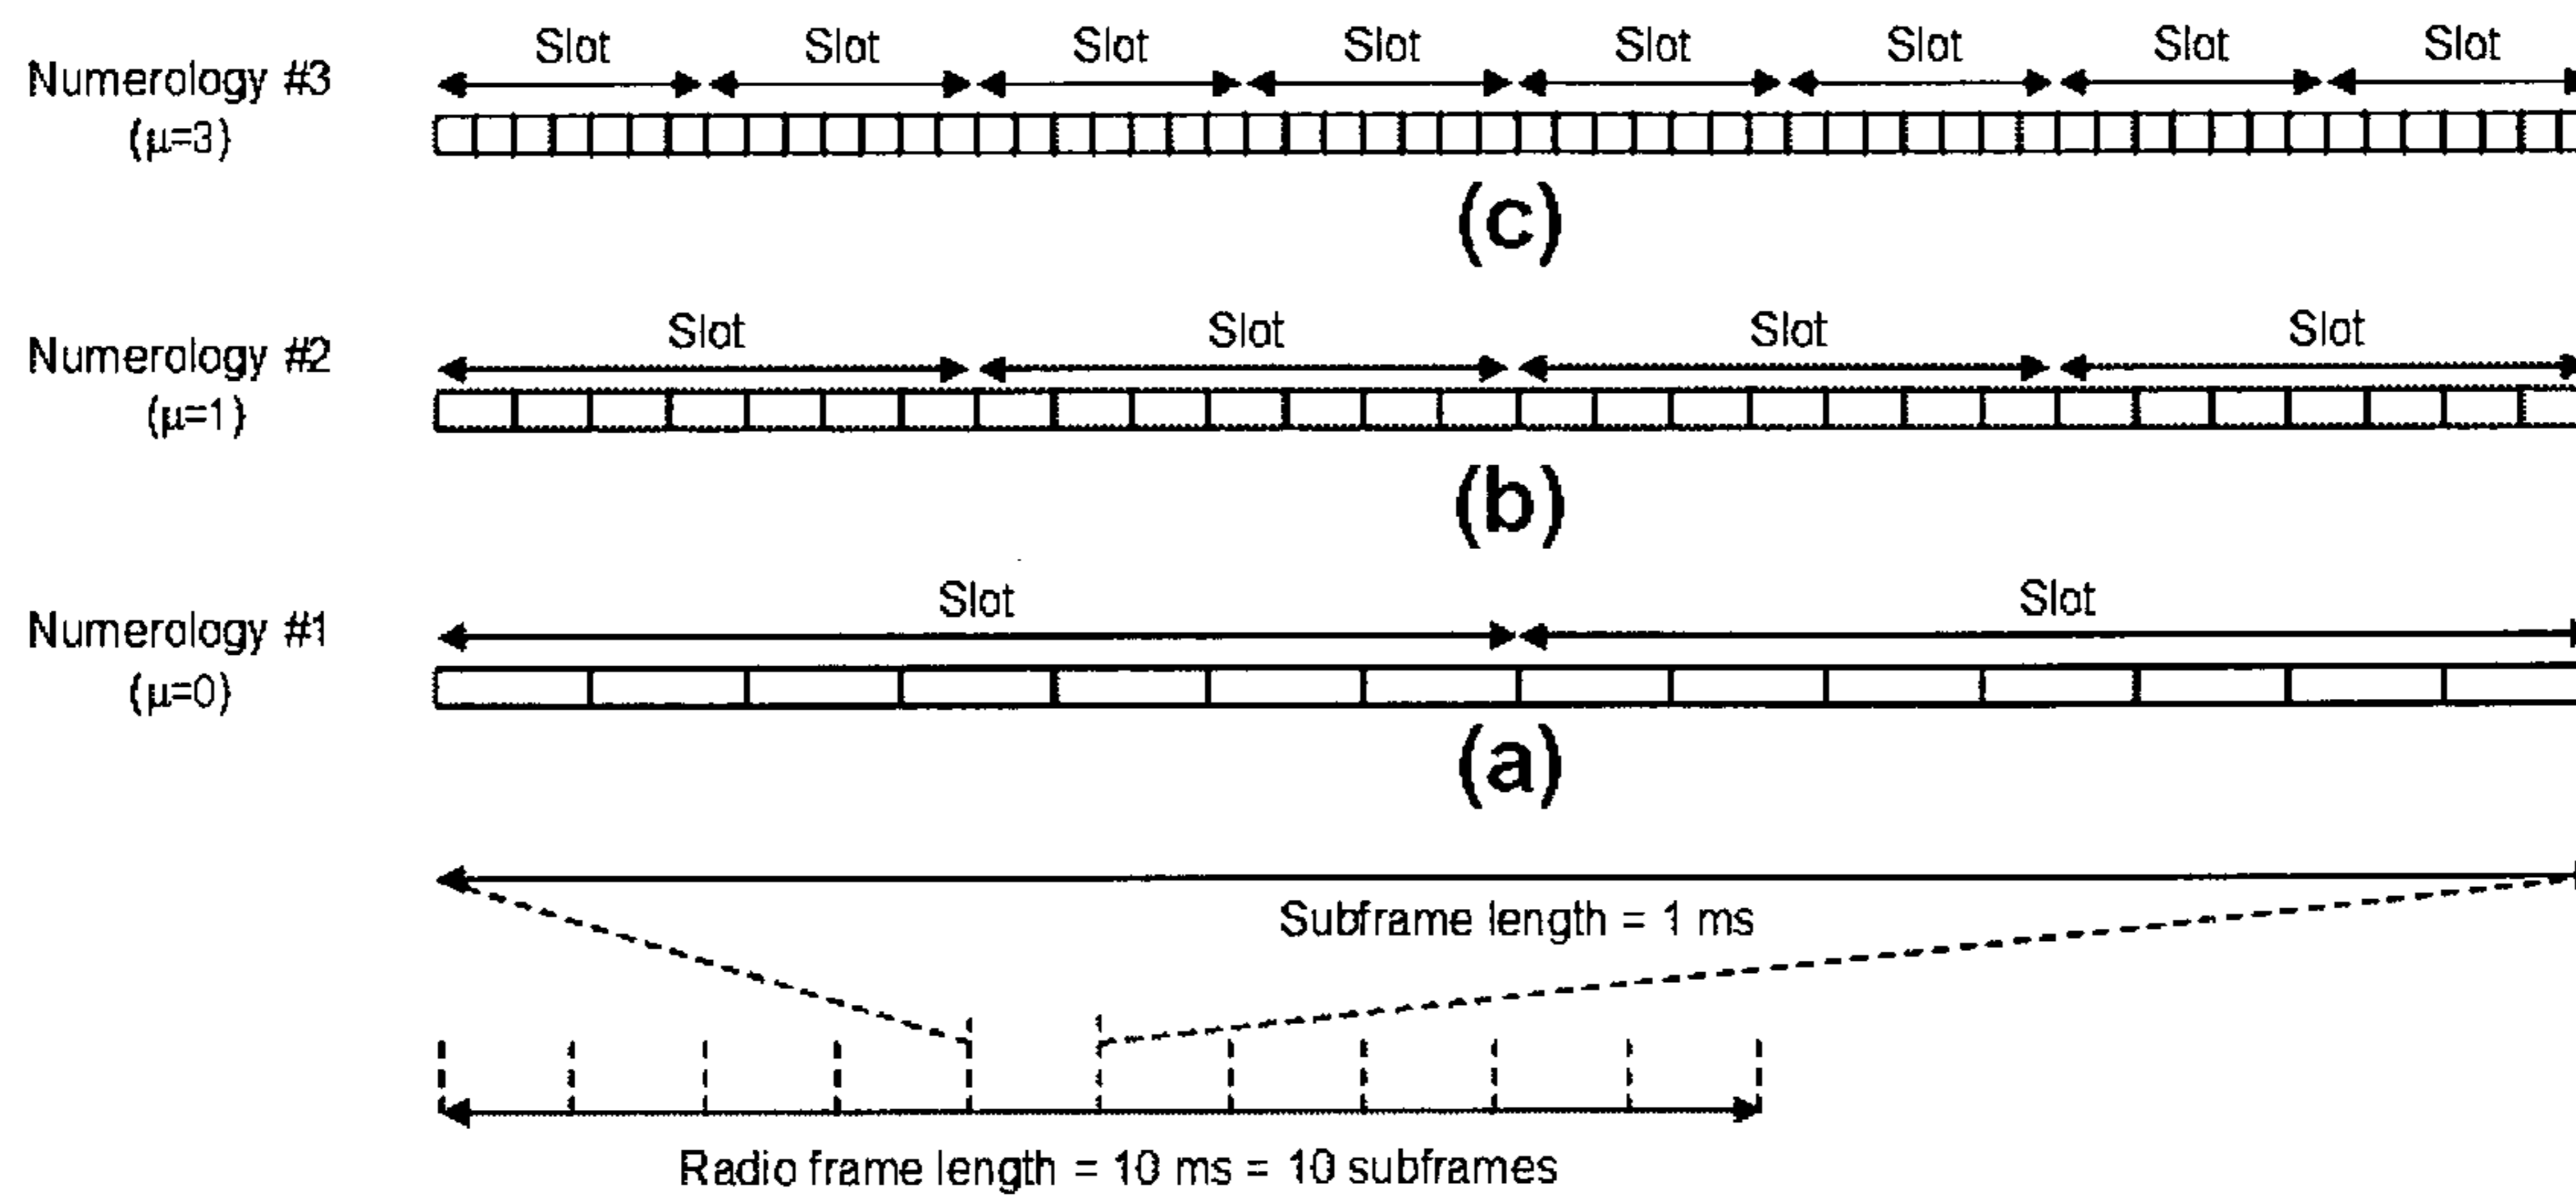 Slot Slot Slot Slot Slot Slot Slot Slot
Numerology #3
(μ=3)
(c)
Slot Slot Slot Slot
Numerology #2
(μ=1)
(b)
Slot Slot
Numerology #1
(μ=0)
(a)
Subframe length = 1 ms
Radio frame length = 10 ms = 10 subframes